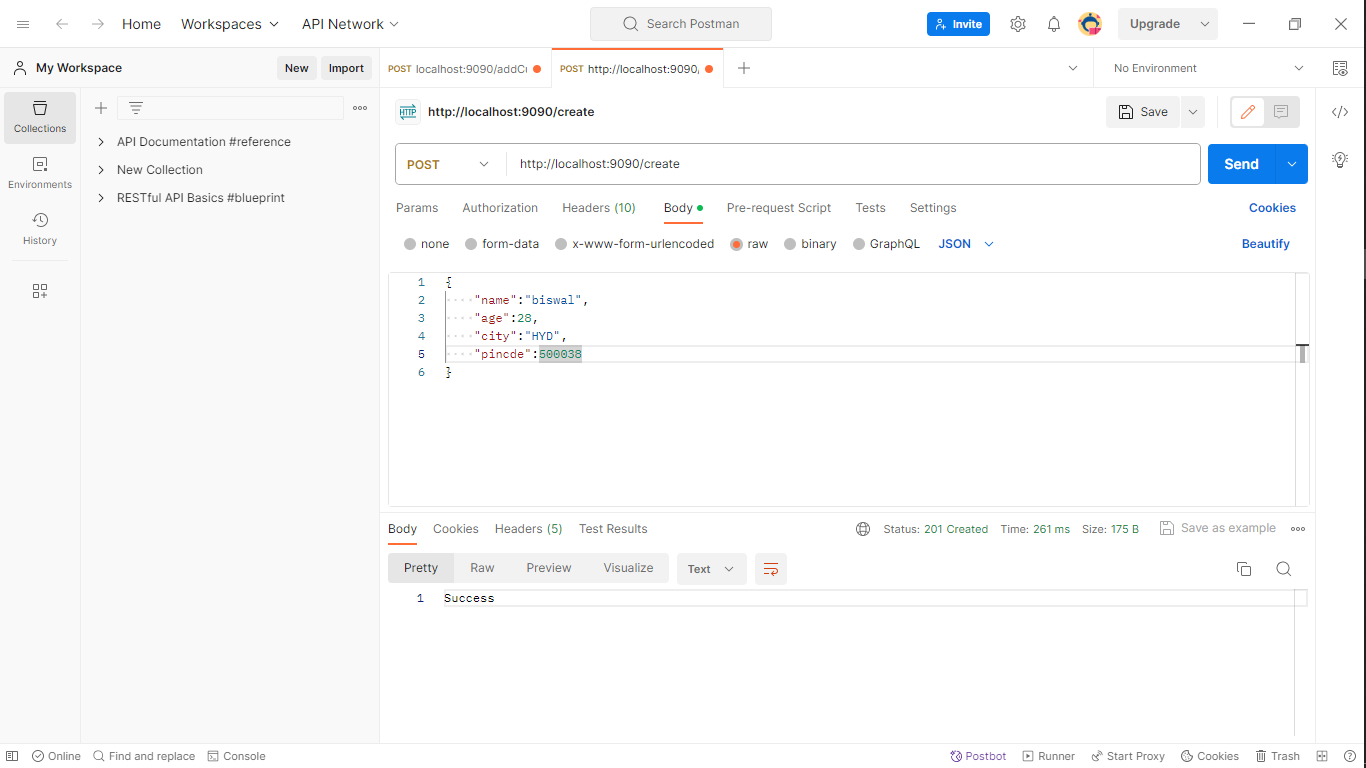 Home Workspaces API Network Search Postman Invite Upgrade
My Workspace New Import POST localhost:9090/addC POST http://localhost:9090, No Environment
Collections
Environments
History
API Documentation #reference
New Collection
RESTful API Basics #blueprint
HTTP http://localhost:9090/create Save
POST http://localhost:9090/create Send
Params Authorization Headers (10) Body Pre-request Script Tests Settings Cookies
none form-data x-www-form-urlencoded raw binary GraphQL JSON Beautify
1 {
2 "name":"biswal",
3 "age":28,
4 "city":"HYD",
5 "pincde":500038
6 }
Body Cookies Headers (5) Test Results Status: 201 Created Time: 261 ms Size: 175 B Save as example
Pretty Raw Preview Visualize Text
1 Success
Online Find and replace Console Postbot Runner Start Proxy Cookies Trash